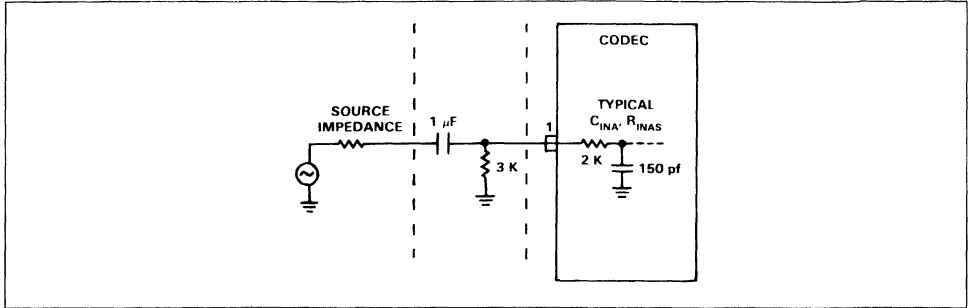 CODEC
TYPICAL
C_INA, R_INAS
SOURCE
IMPEDANCE
1 μF
1
3 K
2 K
150 pf